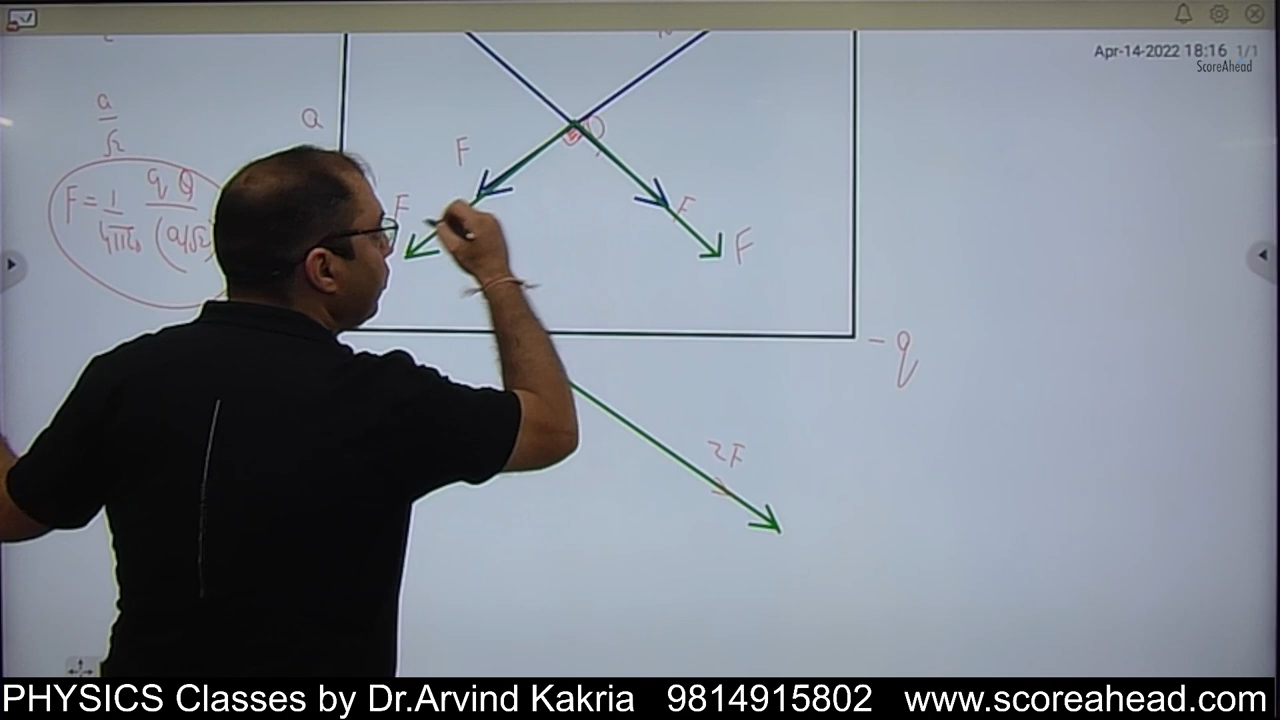 Apr-14-2022 18:16 1/1
ScoreAhead
a
√2
Q
F
F
F
F
F = 1 q Q
4πε₀ (a/√2)
- q
2F
PHYSICS Classes by Dr.Arvind Kakria 9814915802 www.scoreahead.com